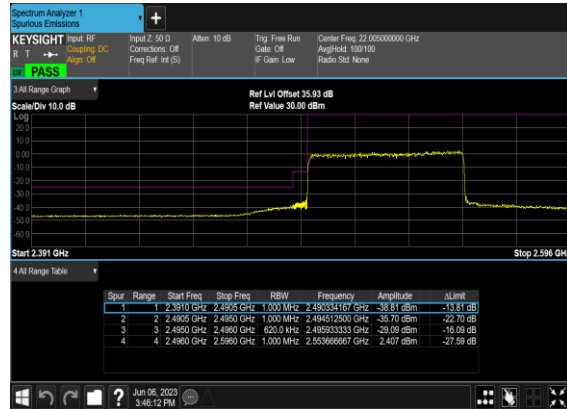 Spectrum Analyzer 1
Spurious Emissions
+
KEYSIGHT Input: RF Input Z: 50 Ω Atten: 10 dB Trig: Free Run Center Freq: 22.005000000 GHz
R T Coupling: DC Corrections: Off Gate: Off Avg|Hold: 100/100
Align: Off Freq Ref: Int (S) IF Gain: Low Radio Std: None
PASS
3 All Range Graph
Ref Lvl Offset 35.93 dB
Scale/Div 10.0 dB Ref Value 30.00 dBm
Log
20.0
10.0
0.00
-10.0
-20.0
-30.0
-40.0
-50.0
-60.0
Start 2.391 GHz Stop 2.596 GHz
4 All Range Table
Spur Range Start Freq Stop Freq RBW Frequency Amplitude ΔLimit
1 1 2.3910 GHz 2.4905 GHz 1.000 MHz 2.490334167 GHz -38.81 dBm -13.81 dB
2 2 2.4905 GHz 2.4950 GHz 1.000 MHz 2.494512500 GHz -35.70 dBm -22.70 dB
3 3 2.4950 GHz 2.4960 GHz 620.0 kHz 2.495933333 GHz -29.09 dBm -16.09 dB
4 4 2.4960 GHz 2.5960 GHz 1.000 MHz 2.553666667 GHz 2.407 dBm -27.59 dB
? Jun 06, 2023
3:46:12 PM